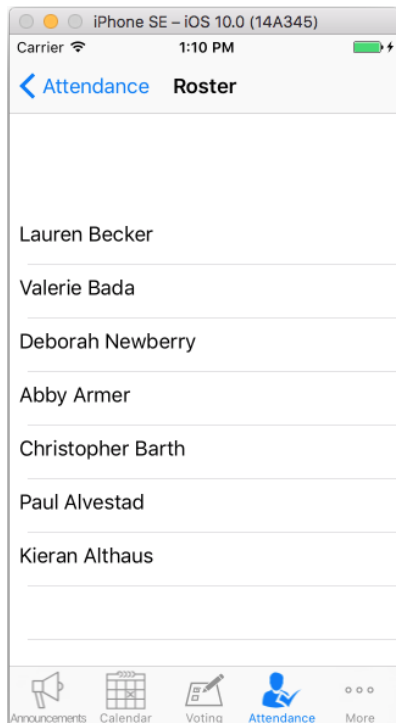 iPhone SE – iOS 10.0 (14A345)
Carrier 1:10 PM
Attendance Roster
Lauren Becker
Valerie Bada
Deborah Newberry
Abby Armer
Christopher Barth
Paul Alvestad
Kieran Althaus
Announcements Calendar Voting Attendance More